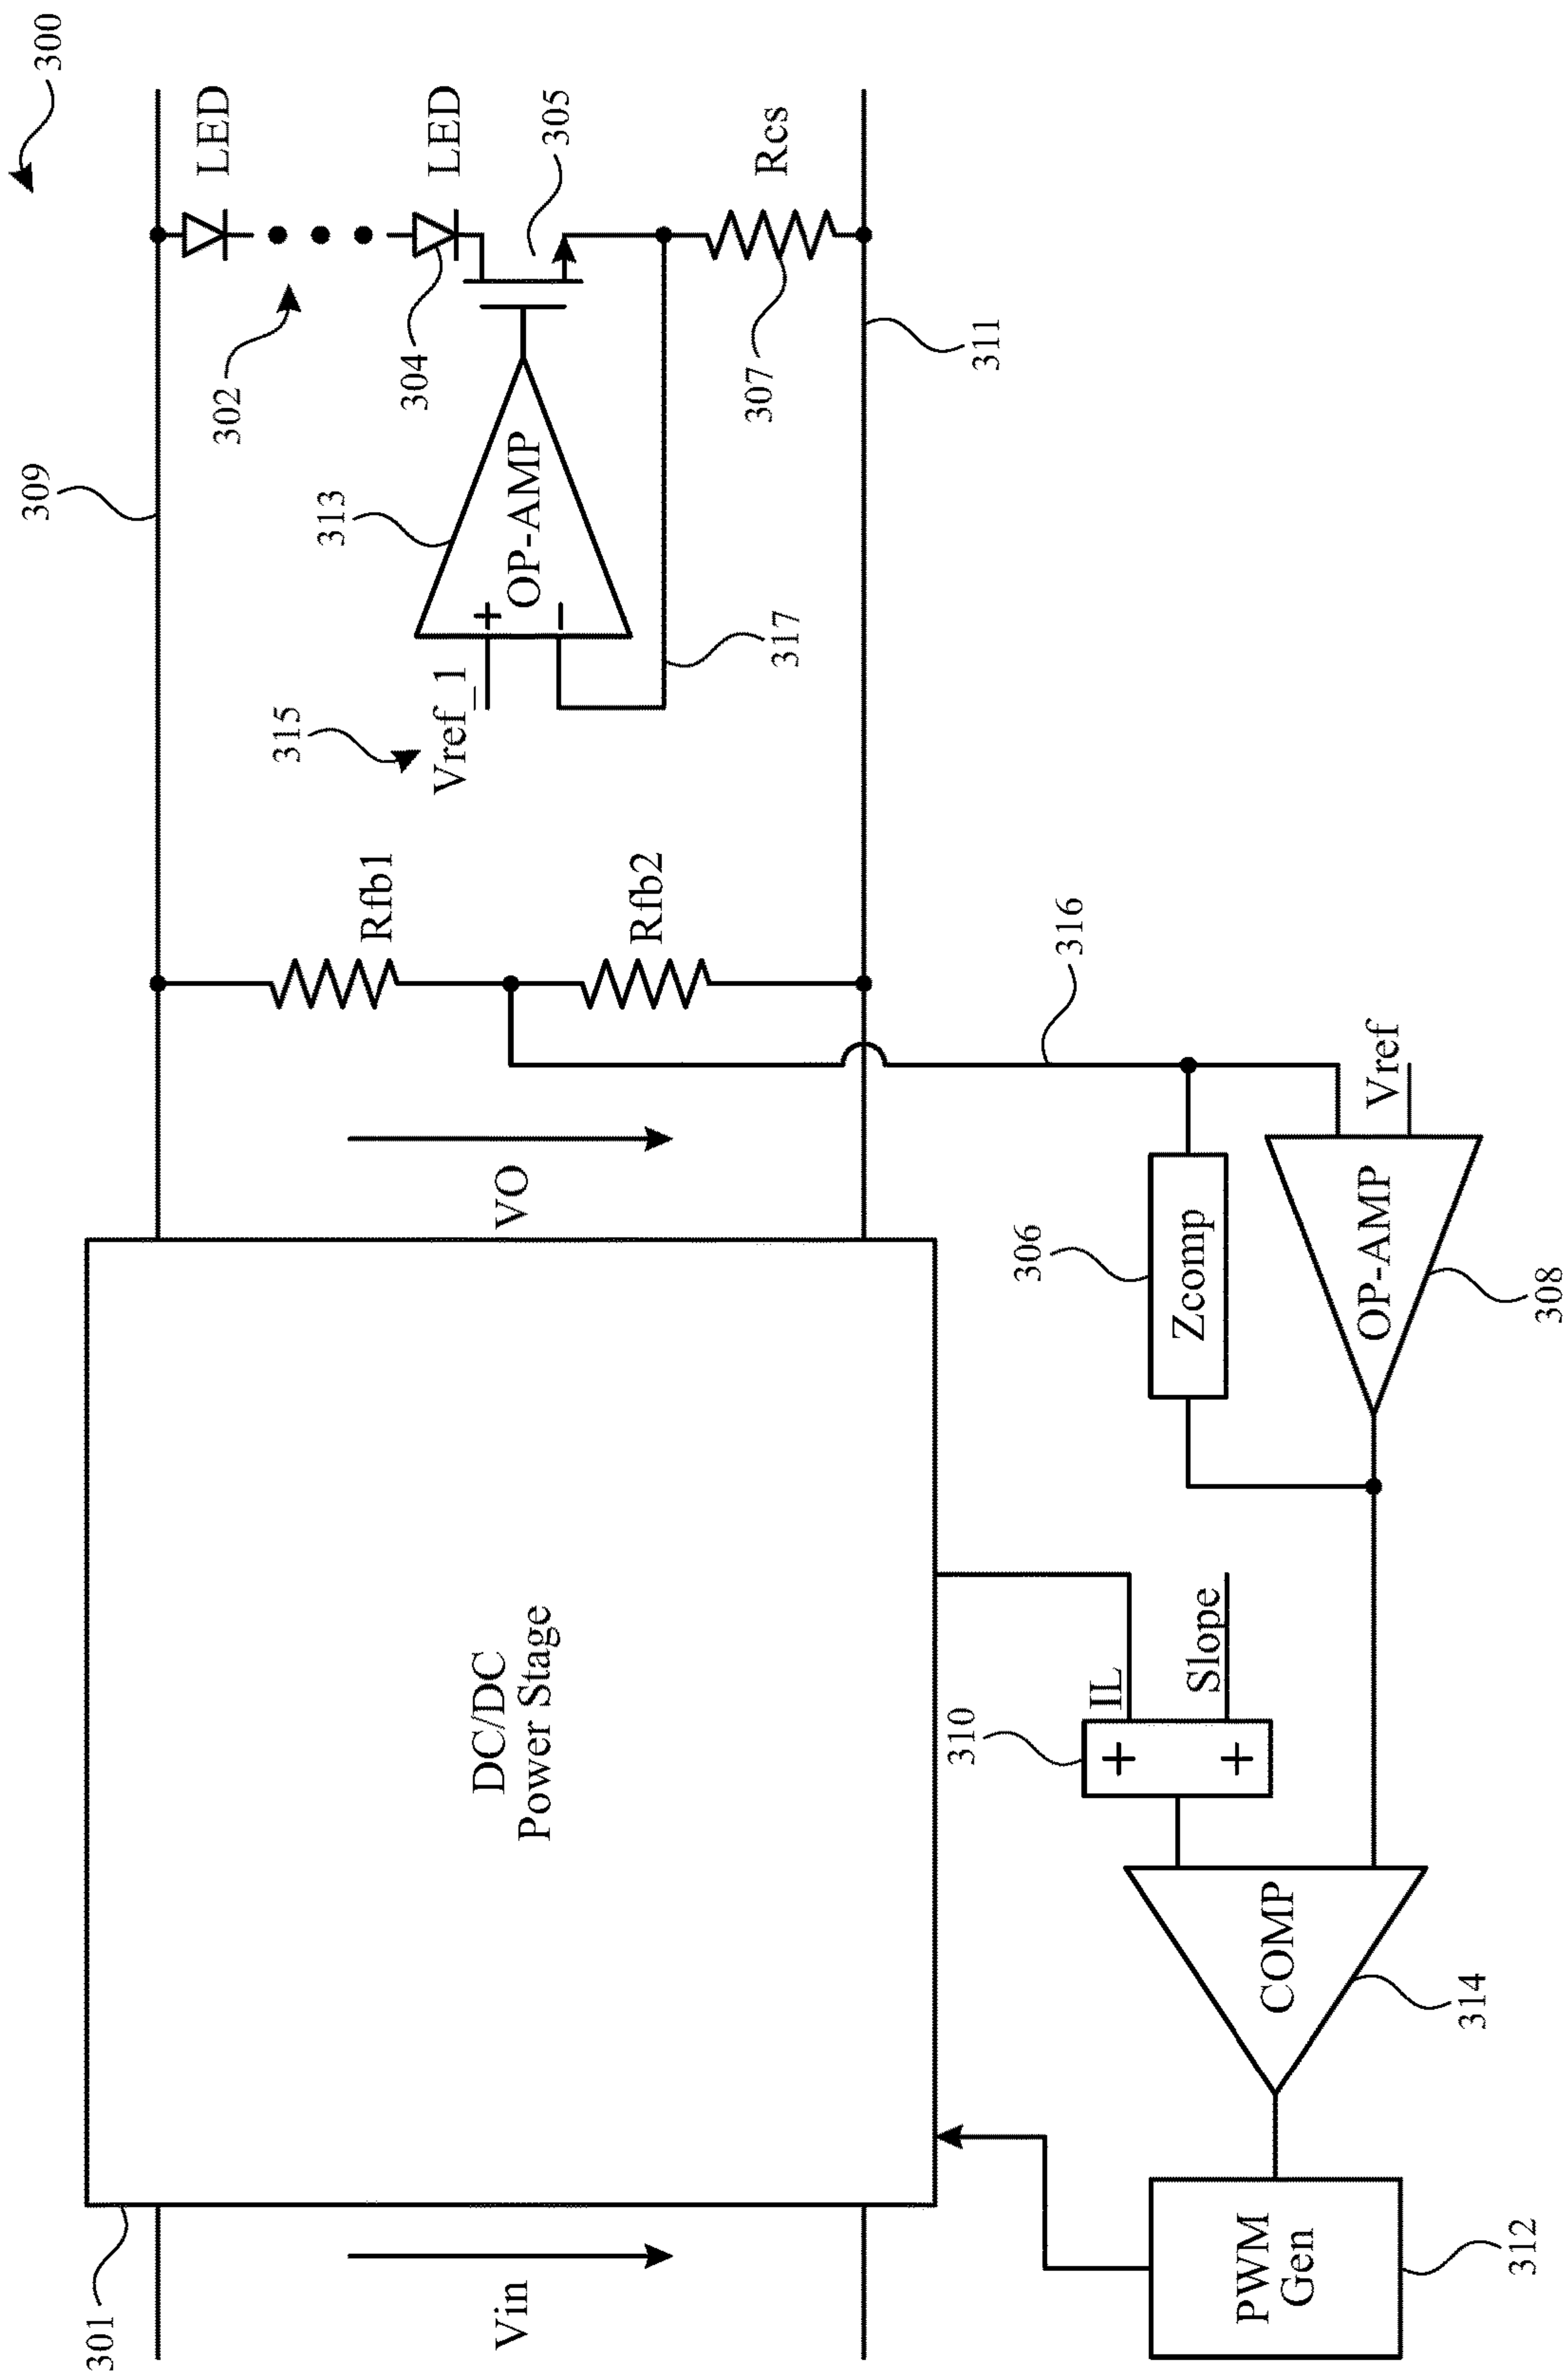 300
309
LED
302
LED
304
305
313
OP-AMP
+
−
315
Vref_1
317
Rcs
307
311
Rfb1
Rfb2
316
VO
Vref
306
Zcomp
OP-AMP
308
DC/DC
Power Stage
IL
Slope
310
+
+
COMP
314
301
Vin
PWM
Gen
312